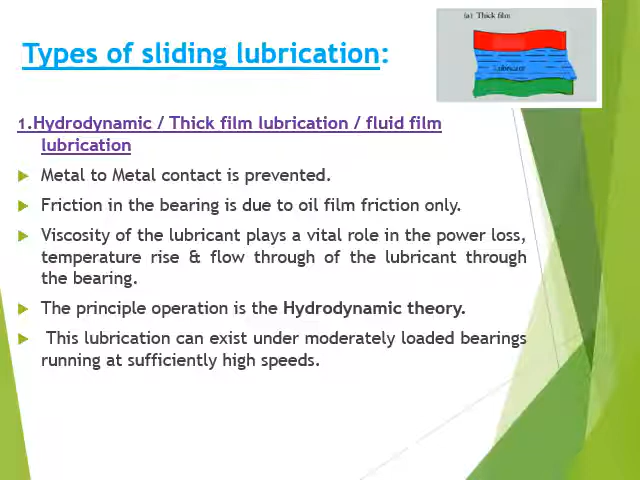 (a) Thick film
Lubricant
Types of sliding lubrication:
1.Hydrodynamic / Thick film lubrication / fluid film
lubrication
Metal to Metal contact is prevented.
Friction in the bearing is due to oil film friction only.
Viscosity of the lubricant plays a vital role in the power loss,
temperature rise & flow through of the lubricant through
the bearing.
The principle operation is the Hydrodynamic theory.
This lubrication can exist under moderately loaded bearings
running at sufficiently high speeds.